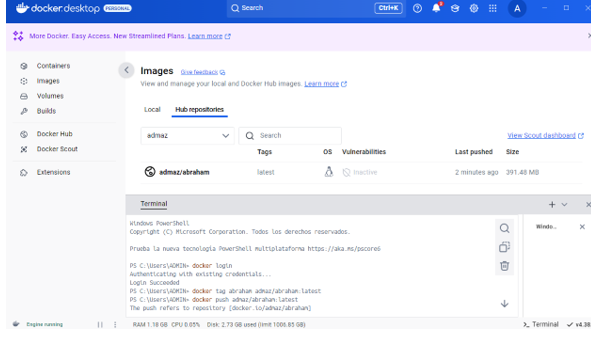 docker.desktop PERSONAL
Search
Ctrl+K
A
More Docker. Easy Access. New Streamlined Plans. Learn more
Containers
Images
Volumes
Builds
Docker Hub
Docker Scout
Extensions
Images Give feedback
View and manage your local and Docker Hub images. Learn more
Local Hub repositories
admaz
Search
View Scout dashboard
Tags OS Vulnerabilities Last pushed Size
admaz/abraham latest Inactive 2 minutes ago 391.48 MB
Terminal
Windo..
Windows PowerShell
Copyright (C) Microsoft Corporation. Todos los derechos reservados.
Prueba la nueva tecnología PowerShell multiplataforma https://aka.ms/pscore6
PS C:\Users\ADMIN> docker login
Authenticating with existing credentials...
Login Succeeded
PS C:\Users\ADMIN> docker tag abraham admaz/abraham:latest
PS C:\Users\ADMIN> docker push admaz/abraham:latest
The push refers to repository [docker.io/admaz/abraham]
Engine running
RAM 1.18 GB CPU 0.65% Disk: 2.73 GB used (limit 1006.85 GB)
>_ Terminal
v4.38